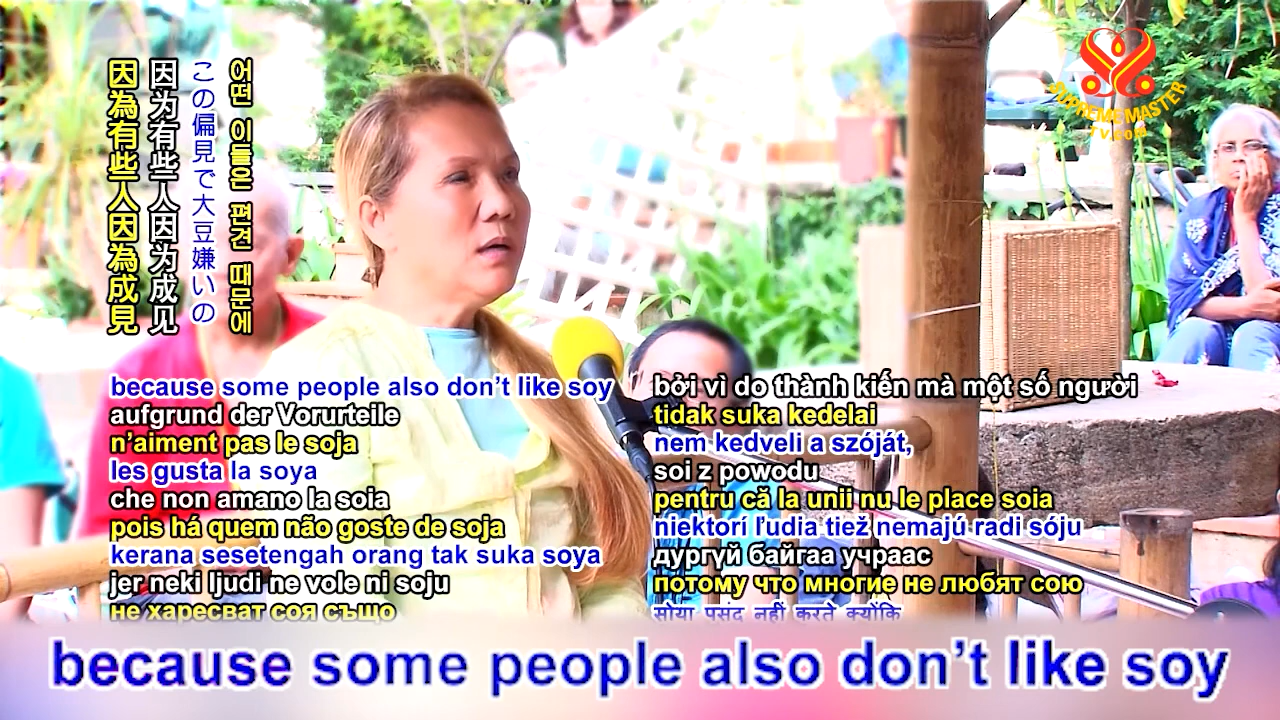 因為有些人因為成見
因为有些人因为成见
この偏見で大豆嫌いの
어떤 이들은 편견 때문에
SUPREME MASTER
TV.com
because some people also don't like soy
aufgrund der Vorurteile
n'aiment pas le soja
les gusta la soya
che non amano la soia
pois há quem não goste de soja
kerana sesetengah orang tak suka soya
jer neki ljudi ne vole ni soju
не харесват соя също
bởi vì do thành kiến mà một số người
tidak suka kedelai
nem kedveli a szóját,
soi z powodu
pentru că la unii nu le place soia
niektorí ľudia tiež nemajú radi sóju
дургүй байгаа учраас
потому что многие не любят сою
सोया पसंद नहीं करते क्योंकि
because some people also don't like soy